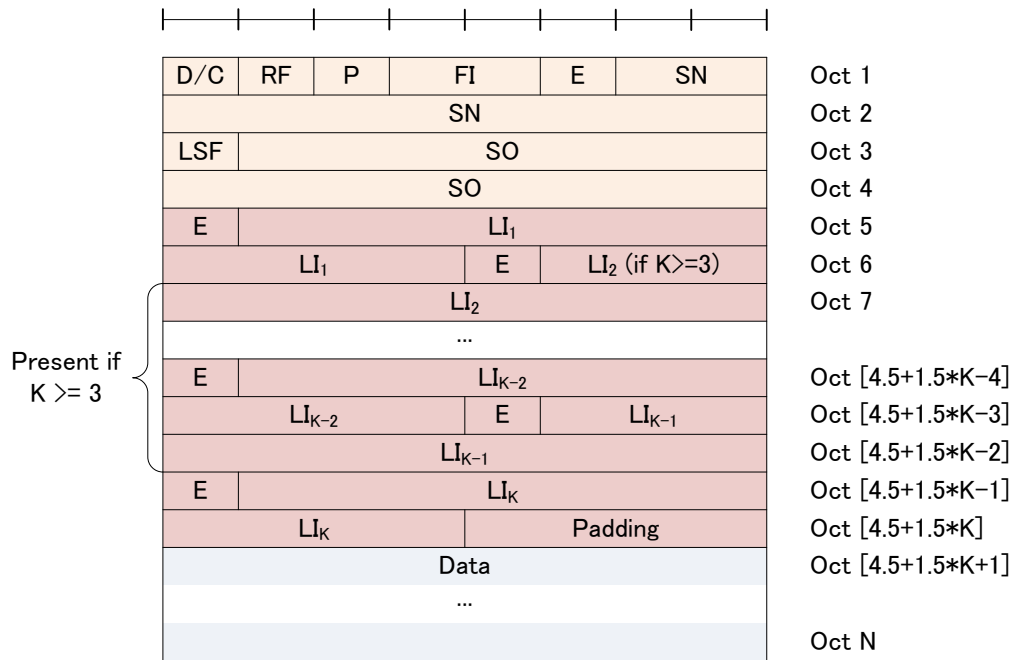 D/C RF P FI E SN Oct 1
SN Oct 2
LSF SO Oct 3
SO Oct 4
E LI₁ Oct 5
LI₁ E LI₂ (if K>=3) Oct 6
LI₂ Oct 7
...
Present if
K >= 3
E LIK-2 Oct [4.5+1.5*K-4]
LIK-2 E LIK-1 Oct [4.5+1.5*K-3]
LIK-1 Oct [4.5+1.5*K-2]
E LIK Oct [4.5+1.5*K-1]
LIK Padding Oct [4.5+1.5*K]
Data Oct [4.5+1.5*K+1]
...
Oct N